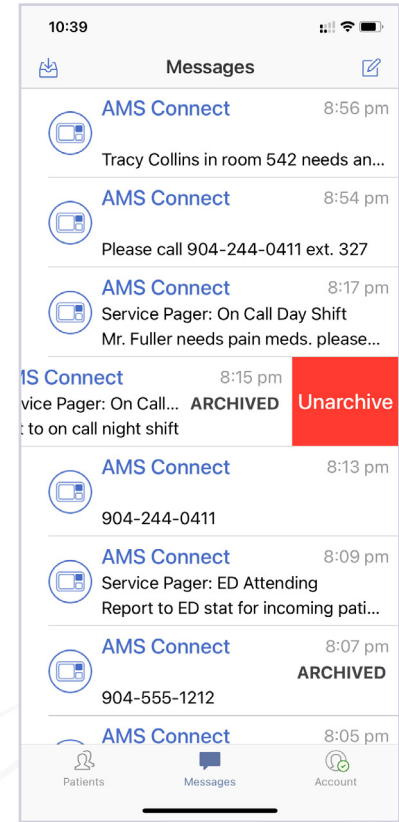 10:39
Messages
AMS Connect 8:56 pm
Tracy Collins in room 542 needs an...
AMS Connect 8:54 pm
Please call 904-244-0411 ext. 327
AMS Connect 8:17 pm
Service Pager: On Call Day Shift
Mr. Fuller needs pain meds. please...
MS Connect 8:15 pm
vice Pager: On Call... ARCHIVED Unarchive
t to on call night shift
AMS Connect 8:13 pm
904-244-0411
AMS Connect 8:09 pm
Service Pager: ED Attending
Report to ED stat for incoming pati...
AMS Connect 8:07 pm
ARCHIVED
904-555-1212
AMS Connect 8:05 pm
Patients Messages Account